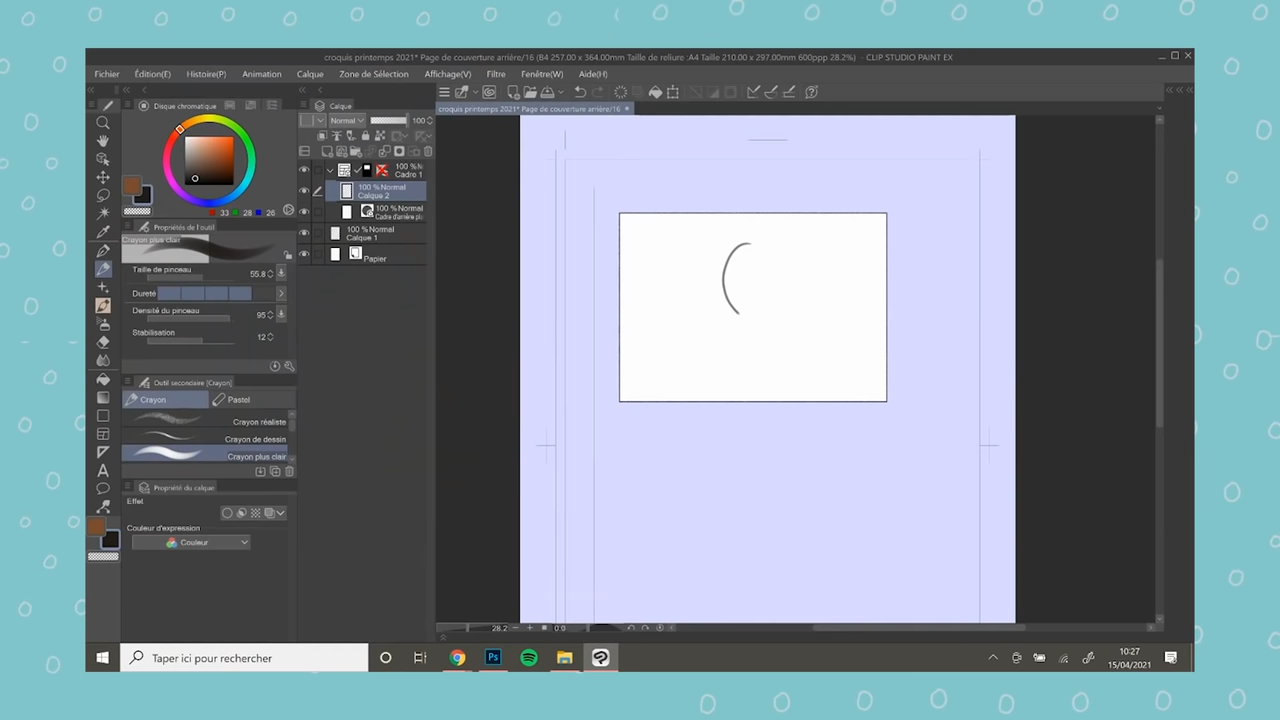 croquis printemps 2021* Page de couverture arrière/16 (B4 257.00 x 364.00mm Taille de reliure :A4 Taille 210.00 x 297.00mm 600ppp 28.2%) - CLIP STUDIO PAINT EX
Fichier Édition(E) Histoire(P) Animation Calque Zone de Sélection Affichage(V) Filtre Fenêtre(W) Aide(H)
Disque chromatique
Calque
croquis printemps 2021* Page de couverture arrière/16
Normal 100
100 %N
Cadre 1
100 % Normal
Calque 2
100 % Normal
Cadre d'arrière pla
100 % Normal
Calque 1
Papier
33 28 26
Propriétés de l'outil
Crayon plus clair
Taille de pinceau 55.8
Dureté
Densité du pinceau 95
Stabilisation 12
Outil secondaire [Crayon]
Crayon Pastel
Crayon réaliste
Crayon de dessin
Crayon plus clair
Propriété du calque
Effet
Couleur d'expression
Couleur
28.2 0.0
Taper ici pour rechercher
Ps
10:27
15/04/2021